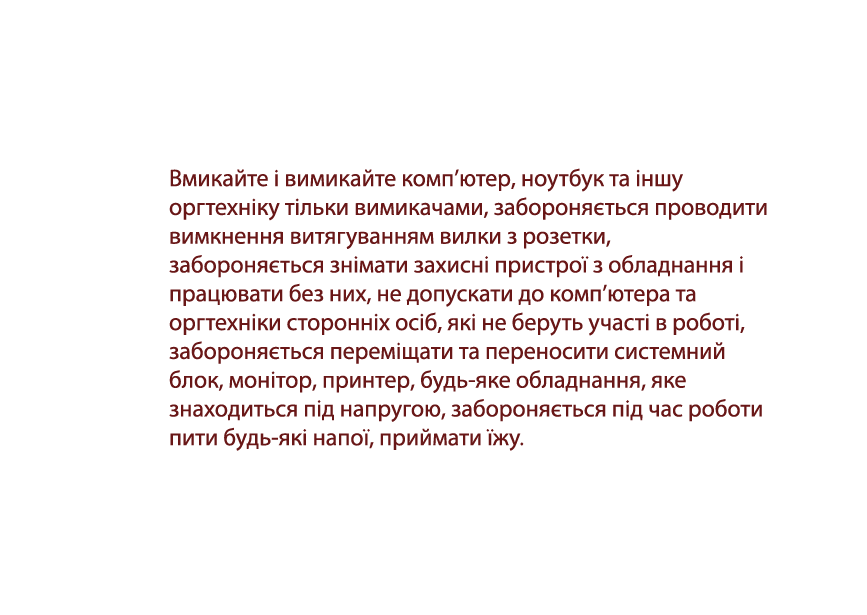 Вмикайте і вимикайте комп’ютер, ноутбук та іншу
оргтехніку тільки вимикачами, забороняється проводити
вимкнення витягуванням вилки з розетки,
забороняється знімати захисні пристрої з обладнання і
працювати без них, не допускати до комп’ютера та
оргтехніки сторонніх осіб, які не беруть участі в роботі,
забороняється переміщати та переносити системний
блок, монітор, принтер, будь-яке обладнання, яке
знаходиться під напругою, забороняється під час роботи
пити будь-які напої, приймати їжу.